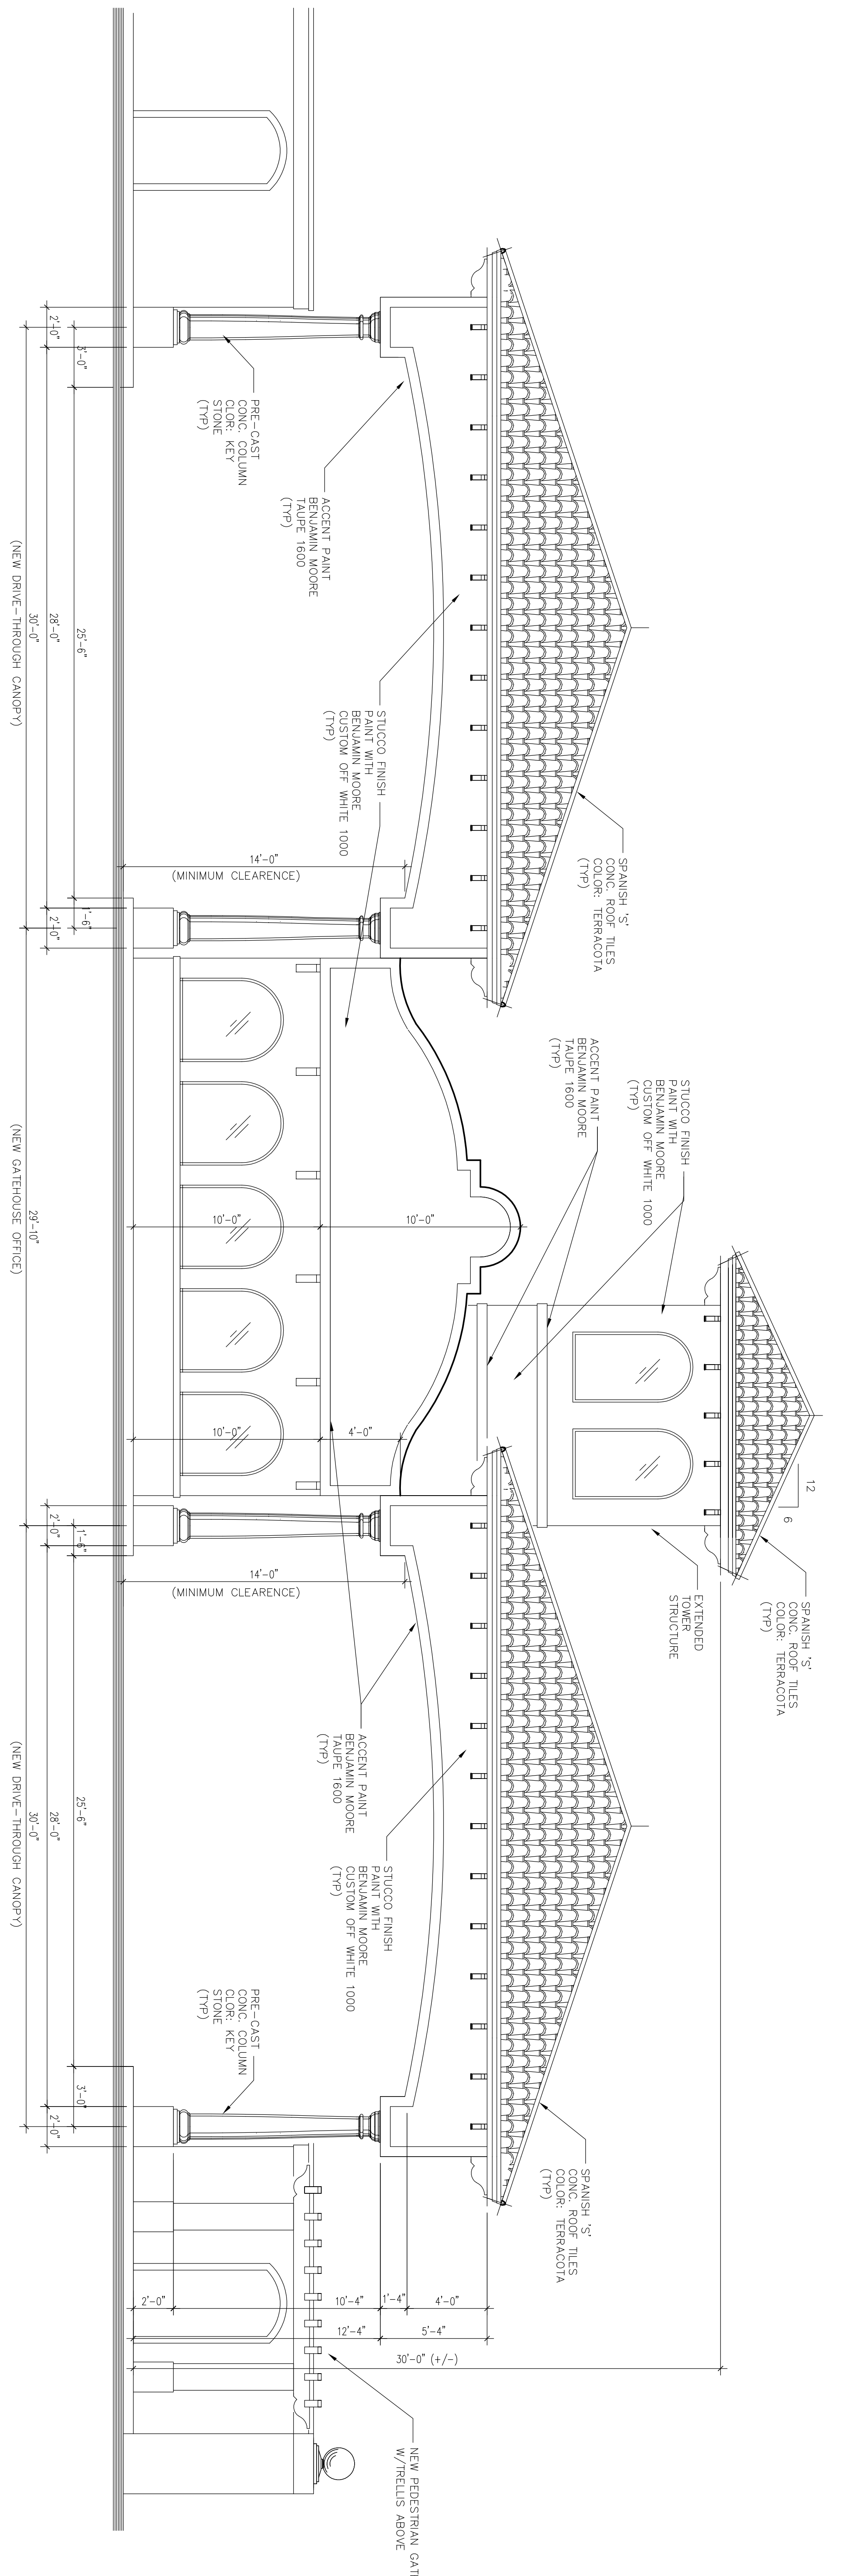 SPANISH 'S'
CONC. ROOF TILES
COLOR: TERRACOTA
(TYP)
12
6
EXTENDED
TOWER
STRUCTURE
STUCCO FINISH
PAINT WITH
BENJAMIN MOORE
CUSTOM OFF WHITE 1000
(TYP)
ACCENT PAINT
BENJAMIN MOORE
TAUPE 1600
(TYP)
SPANISH 'S'
CONC. ROOF TILES
COLOR: TERRACOTA
(TYP)
SPANISH 'S'
CONC. ROOF TILES
COLOR: TERRACOTA
(TYP)
ACCENT PAINT
BENJAMIN MOORE
TAUPE 1600
(TYP)
STUCCO FINISH
PAINT WITH
BENJAMIN MOORE
CUSTOM OFF WHITE 1000
(TYP)
PRE-CAST
CONC. COLUMN
CLOR: KEY
STONE
(TYP)
14'-0"
(MINIMUM CLEARENCE)
10'-0"
10'-0"
10'-0"
4'-0"
14'-0"
(MINIMUM CLEARENCE)
ACCENT PAINT
BENJAMIN MOORE
TAUPE 1600
(TYP)
STUCCO FINISH
PAINT WITH
BENJAMIN MOORE
CUSTOM OFF WHITE 1000
(TYP)
PRE-CAST
CONC. COLUMN
CLOR: KEY
STONE
(TYP)
4'-0"
1'-4"
10'-4"
2'-0"
5'-4"
12'-4"
30'-0" (+/-)
NEW PEDESTRIAN GAT
W/TRELLIS ABOVE
3'-0"
25'-6"
1'-6"
1'-6"
25'-6"
3'-0"
2'-0"
28'-0"
2'-0"
2'-0"
28'-0"
2'-0"
30'-0"
29'-10"
30'-0"
(NEW DRIVE-THROUGH CANOPY)
(NEW GATEHOUSE OFFICE)
(NEW DRIVE-THROUGH CANOPY)